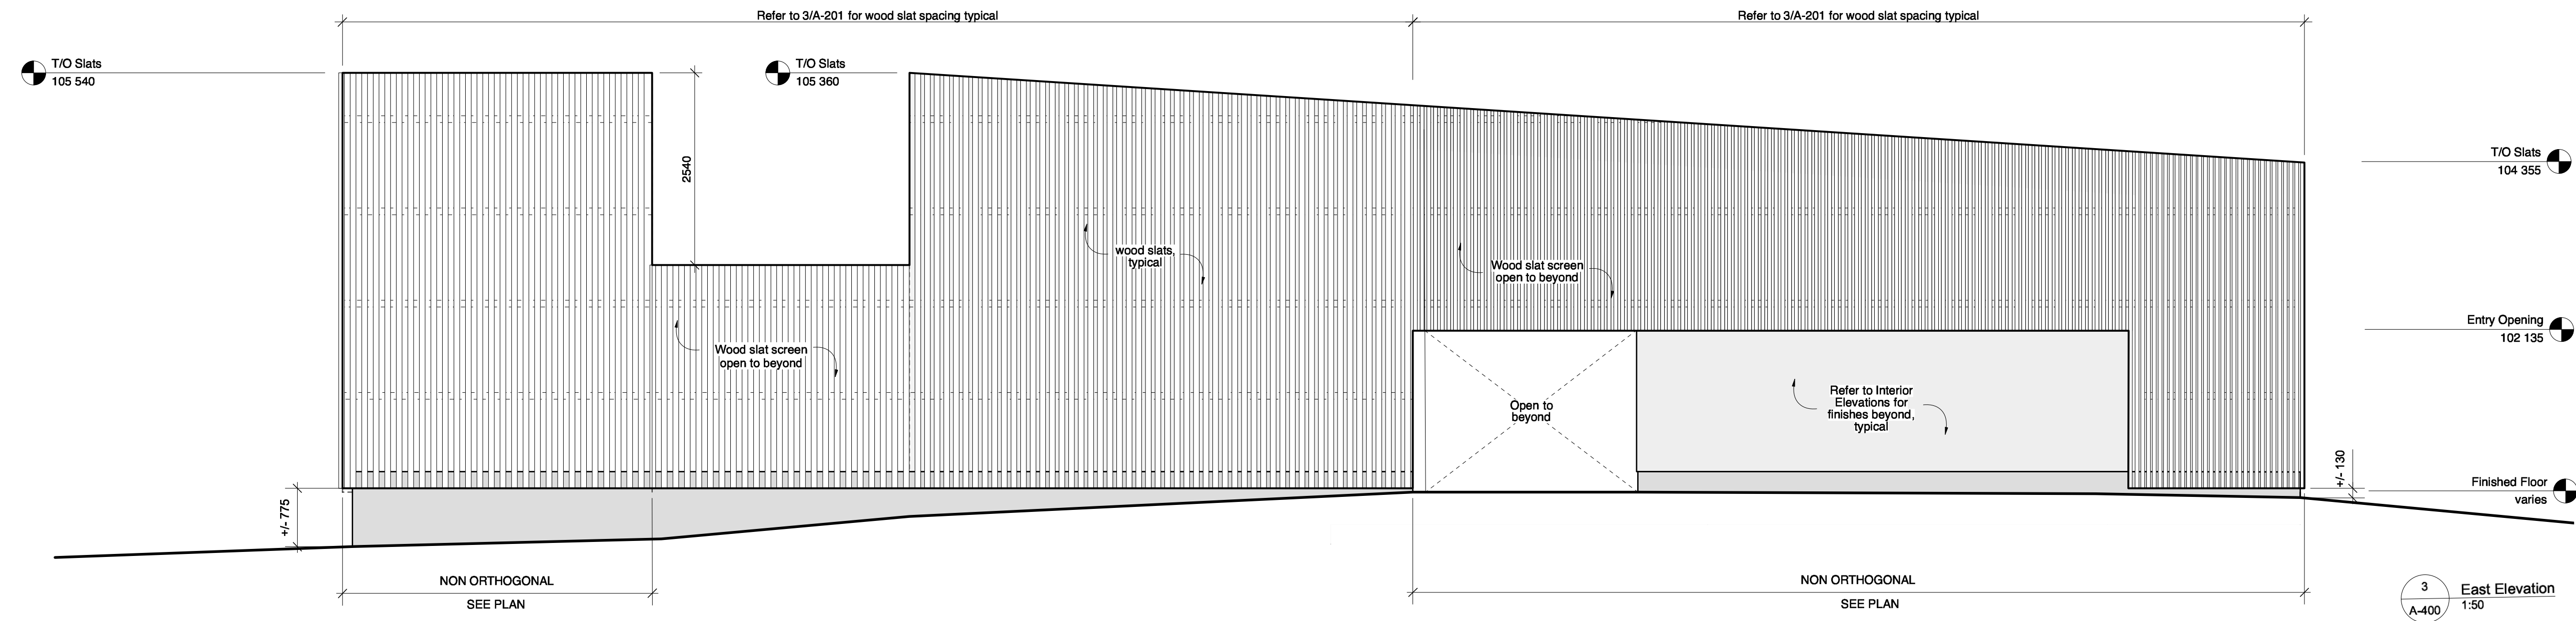 Refer to 3/A-201 for wood slat spacing typical
Refer to 3/A-201 for wood slat spacing typical
T/O Slats
105 540
T/O Slats
105 360
2540
T/O Slats
104 355
wood slats,
typical
Wood slat screen
open to beyond
Wood slat screen
open to beyond
Entry Opening
102 135
Open to
beyond
Refer to Interior
Elevations for
finishes beyond,
typical
+/- 775
+/- 130
Finished Floor
varies
NON ORTHOGONAL
SEE PLAN
NON ORTHOGONAL
SEE PLAN
3
A-400
East Elevation
1:50